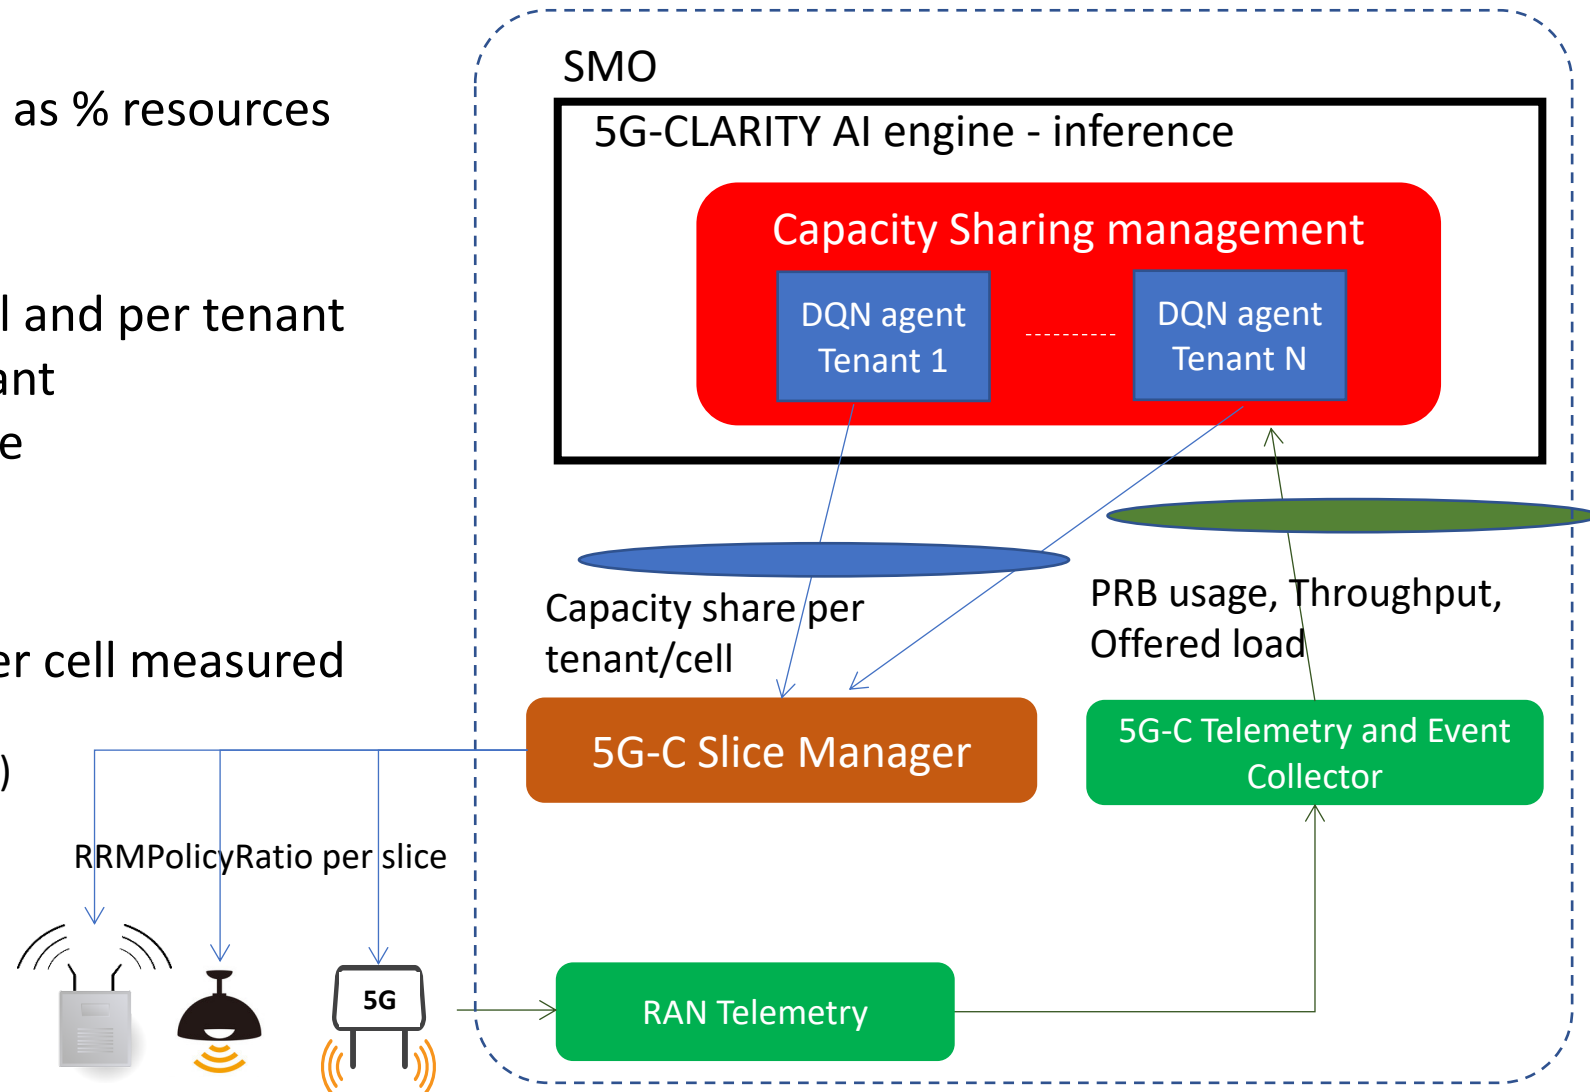 as % resources
l and per tenant
ant
e
er cell measured
)
SMO
5G-CLARITY AI engine - inference
Capacity Sharing management
DQN agent
Tenant 1
DQN agent
Tenant N
Capacity share per
tenant/cell
PRB usage, Throughput,
Offered load
5G-C Slice Manager
5G-C Telemetry and Event
Collector
RRMPolicyRatio per slice
5G
RAN Telemetry